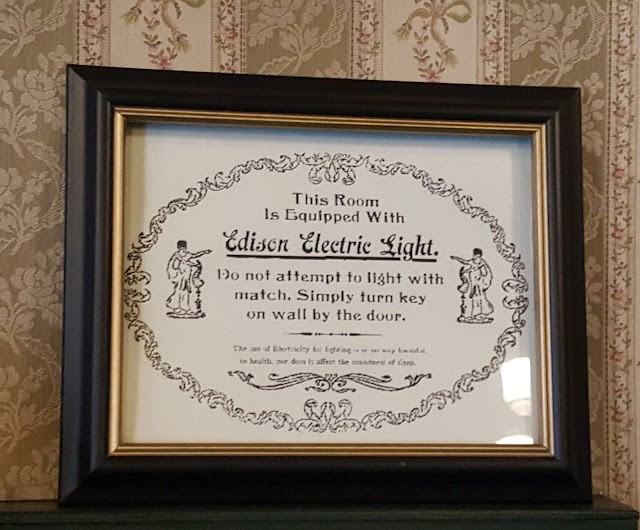 This Room
Is Equipped With
Edison Electric Light.
Do not attempt to light with
match. Simply turn key
on wall by the door.
The use of Electricity for lighting is in no way harmful
to health, nor does it affect the soundness of sleep.